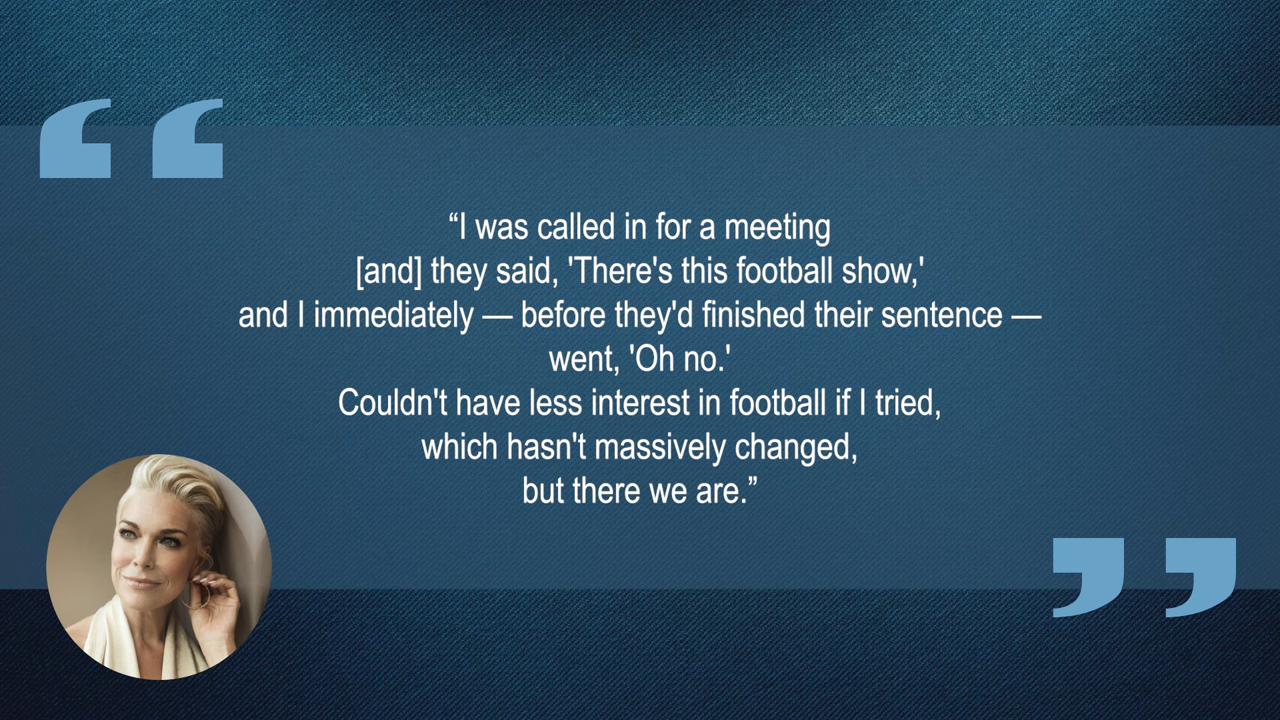 “I was called in for a meeting
[and] they said, 'There's this football show,'
and I immediately — before they'd finished their sentence —
went, 'Oh no.'
Couldn't have less interest in football if I tried,
which hasn't massively changed,
but there we are.”